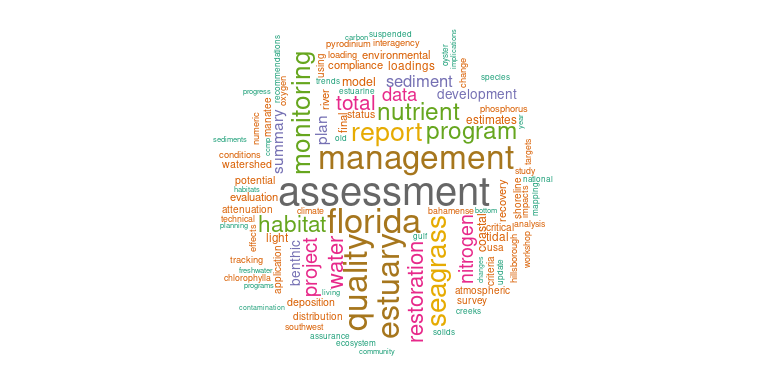 carbon
suspended
pyrodinium
interagency
loading
environmental
oyster
implications
compliance
loadings
recommendations
monitoring
using
change
trends
model
sediment
species
progress
oxygen
river
estuarine
total
data
development
manatee
numeric
summary
plan
final
status
nutrient
phosphorus
old
report
program
estimates
year
sediments
ccmp
conditions
watershed
management
targets
study
potential
national
habitats
evaluation
assessment
recovery
shoreline
impacts
mapping
attenuation
climate
bahamense
bottom
technical
planning
habitat
florida
coastal
critical
analysis
effects
light
gulf
tidal
workshop
quality
estuary
seagrass
nitrogen
usa
hillsborough
project
water
restoration
benthic
tracking
application
changes
criteria
update
freshwater
chlorophylla
programs
living
atmospheric
deposition
survey
contamination
creeks
distribution
southwest
solids
assurance
ecosystem
community